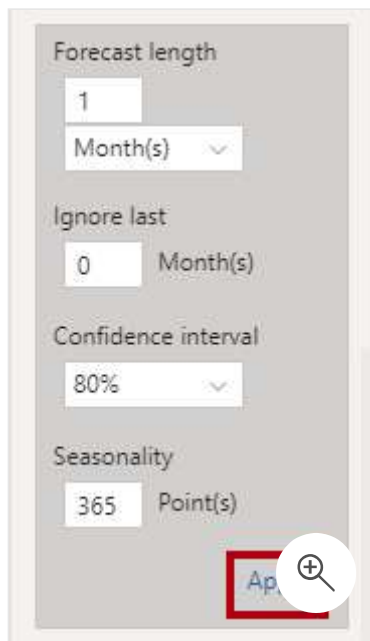 Forecast length
1
Month(s)
Ignore last
0 Month(s)
Confidence interval
80%
Seasonality
365 Point(s)